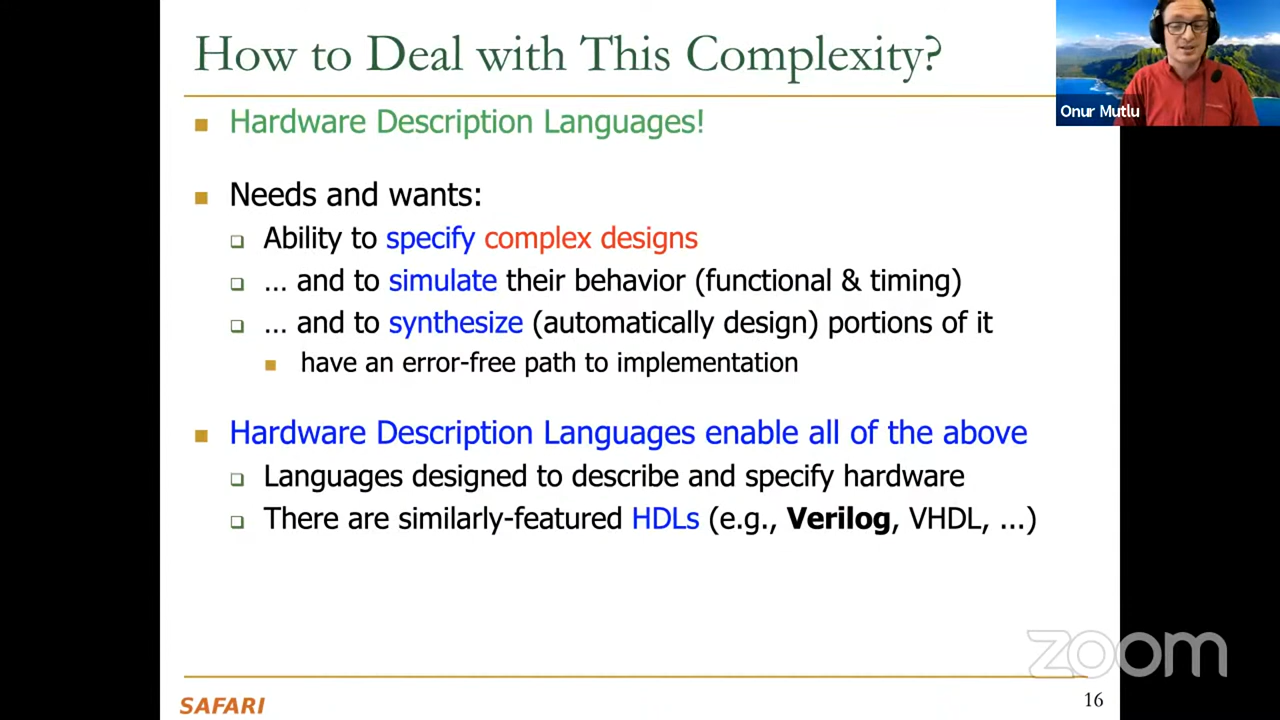 How to Deal with This Complexity?
Onur Mutlu
Hardware Description Languages!
Needs and wants:
Ability to specify complex designs
… and to simulate their behavior (functional & timing)
… and to synthesize (automatically design) portions of it
have an error-free path to implementation
Hardware Description Languages enable all of the above
Languages designed to describe and specify hardware
There are similarly-featured HDLs (e.g., Verilog, VHDL, ...)
zoom
SAFARI
16